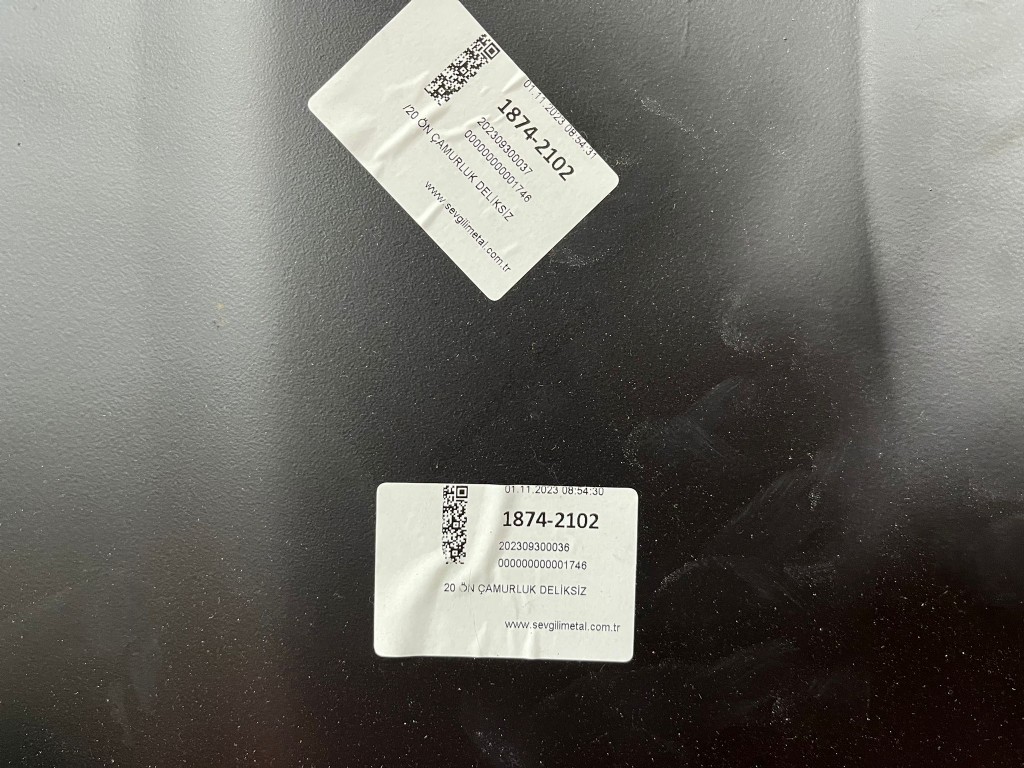 01.11.2023 08:54:31
1874-2102
202309300037
000000000001746
/20 ÖN ÇAMURLUK DELİKSİZ
www.sevgilimetal.com.tr
01.11.2023 08:54:30
1874-2102
202309300036
000000000001746
20 ÖN ÇAMURLUK DELİKSİZ
www.sevgilimetal.com.tr